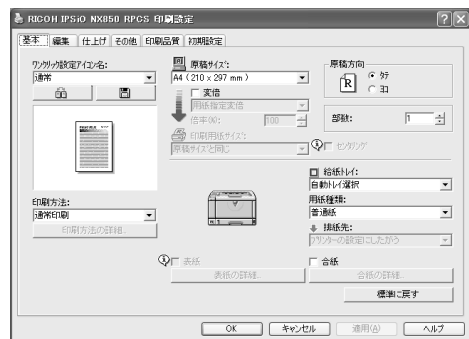 RICOH IPSiO NX850 RPCS 印刷設定
基本 編集 仕上げ その他 印刷品質 初期設定
ワンクリック設定アイコン名:
通常
原稿サイズ:
A4 (210 x 297 mm)
変倍
用紙指定変倍
倍率(%): 100
印刷用紙サイズ:
原稿サイズと同じ
原稿方向
R
タテ
ヨコ
部数: 1
センタリング
印刷方法:
通常印刷
印刷方法の詳細...
給紙トレイ:
自動トレイ選択
用紙種類:
普通紙
排紙先:
プリンターの設定にしたがう
表紙
表紙の詳細...
合紙
合紙の詳細...
標準に戻す
OK キャンセル 適用(A) ヘルプ